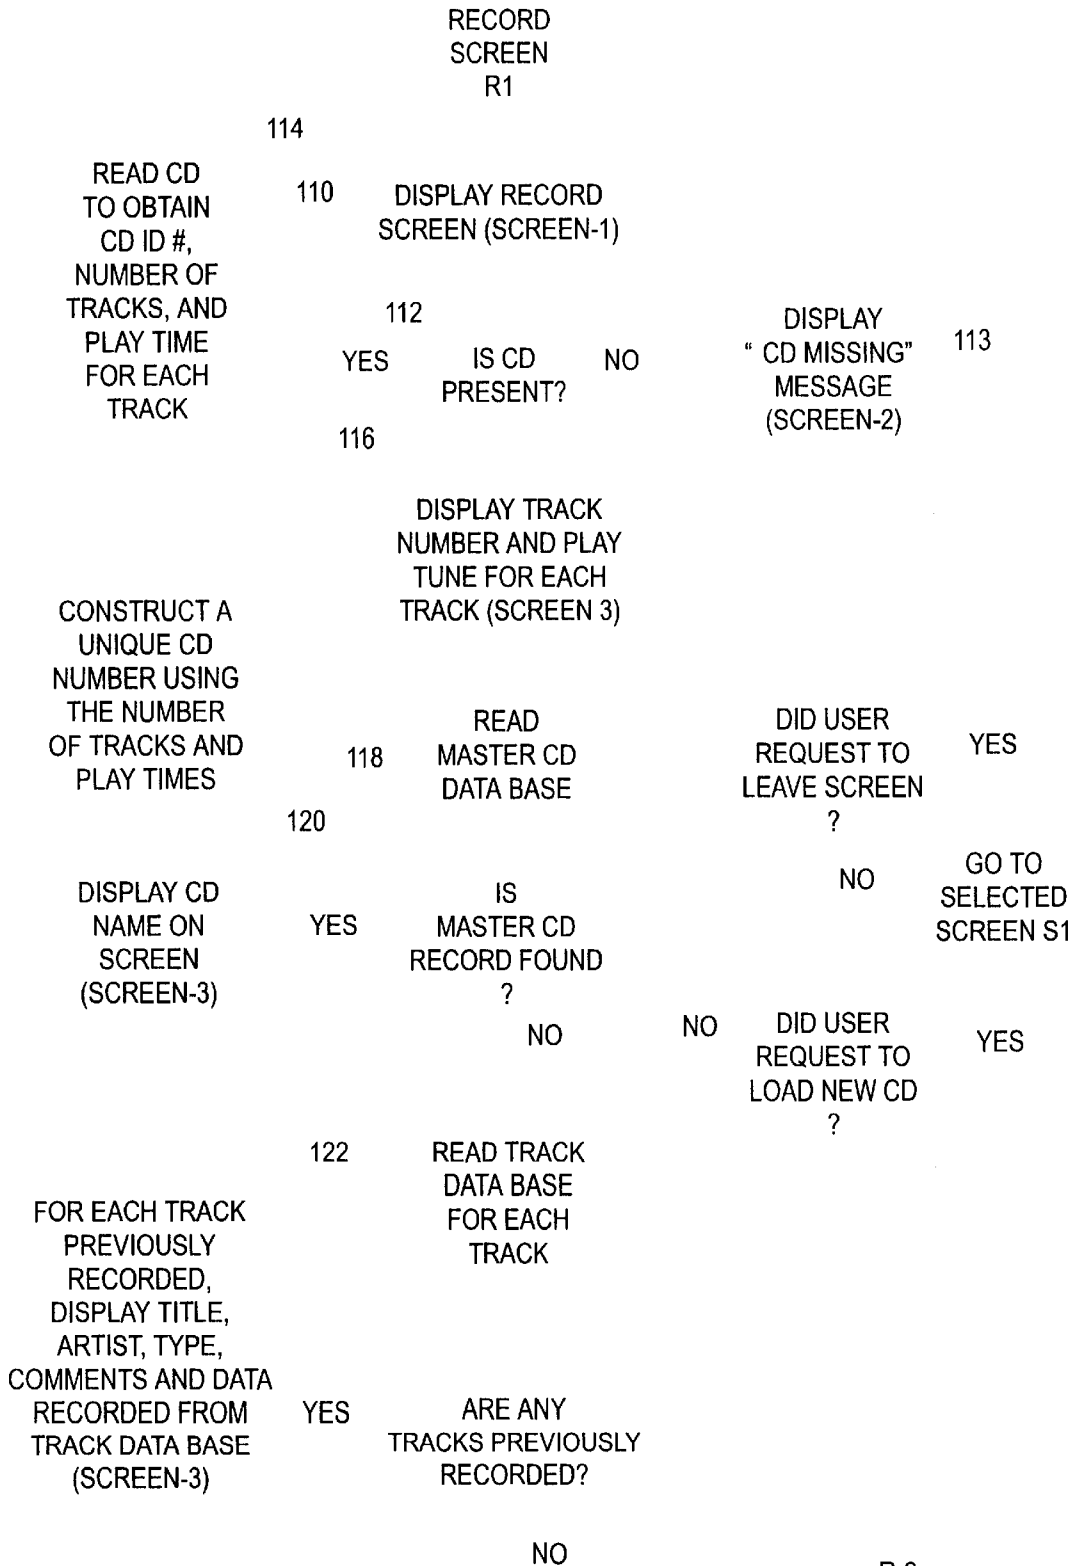 RECORD
SCREEN
R1
114
READ CD
TO OBTAIN
CD ID #,
NUMBER OF
TRACKS, AND
PLAY TIME
FOR EACH
TRACK
110
DISPLAY RECORD
SCREEN (SCREEN-1)
112
YES
IS CD
PRESENT?
NO
DISPLAY
“ CD MISSING”
MESSAGE
(SCREEN-2)
113
116
DISPLAY TRACK
NUMBER AND PLAY
TUNE FOR EACH
TRACK (SCREEN 3)
CONSTRUCT A
UNIQUE CD
NUMBER USING
THE NUMBER
OF TRACKS AND
PLAY TIMES
118
READ
MASTER CD
DATA BASE
DID USER
REQUEST TO
LEAVE SCREEN
?
YES
120
NO
GO TO
SELECTED
SCREEN S1
DISPLAY CD
NAME ON
SCREEN
(SCREEN-3)
YES
IS
MASTER CD
RECORD FOUND
?
NO
NO
DID USER
REQUEST TO
LOAD NEW CD
?
YES
122
READ TRACK
DATA BASE
FOR EACH
TRACK
FOR EACH TRACK
PREVIOUSLY
RECORDED,
DISPLAY TITLE,
ARTIST, TYPE,
COMMENTS AND DATA
RECORDED FROM
TRACK DATA BASE
(SCREEN-3)
YES
ARE ANY
TRACKS PREVIOUSLY
RECORDED?
NO